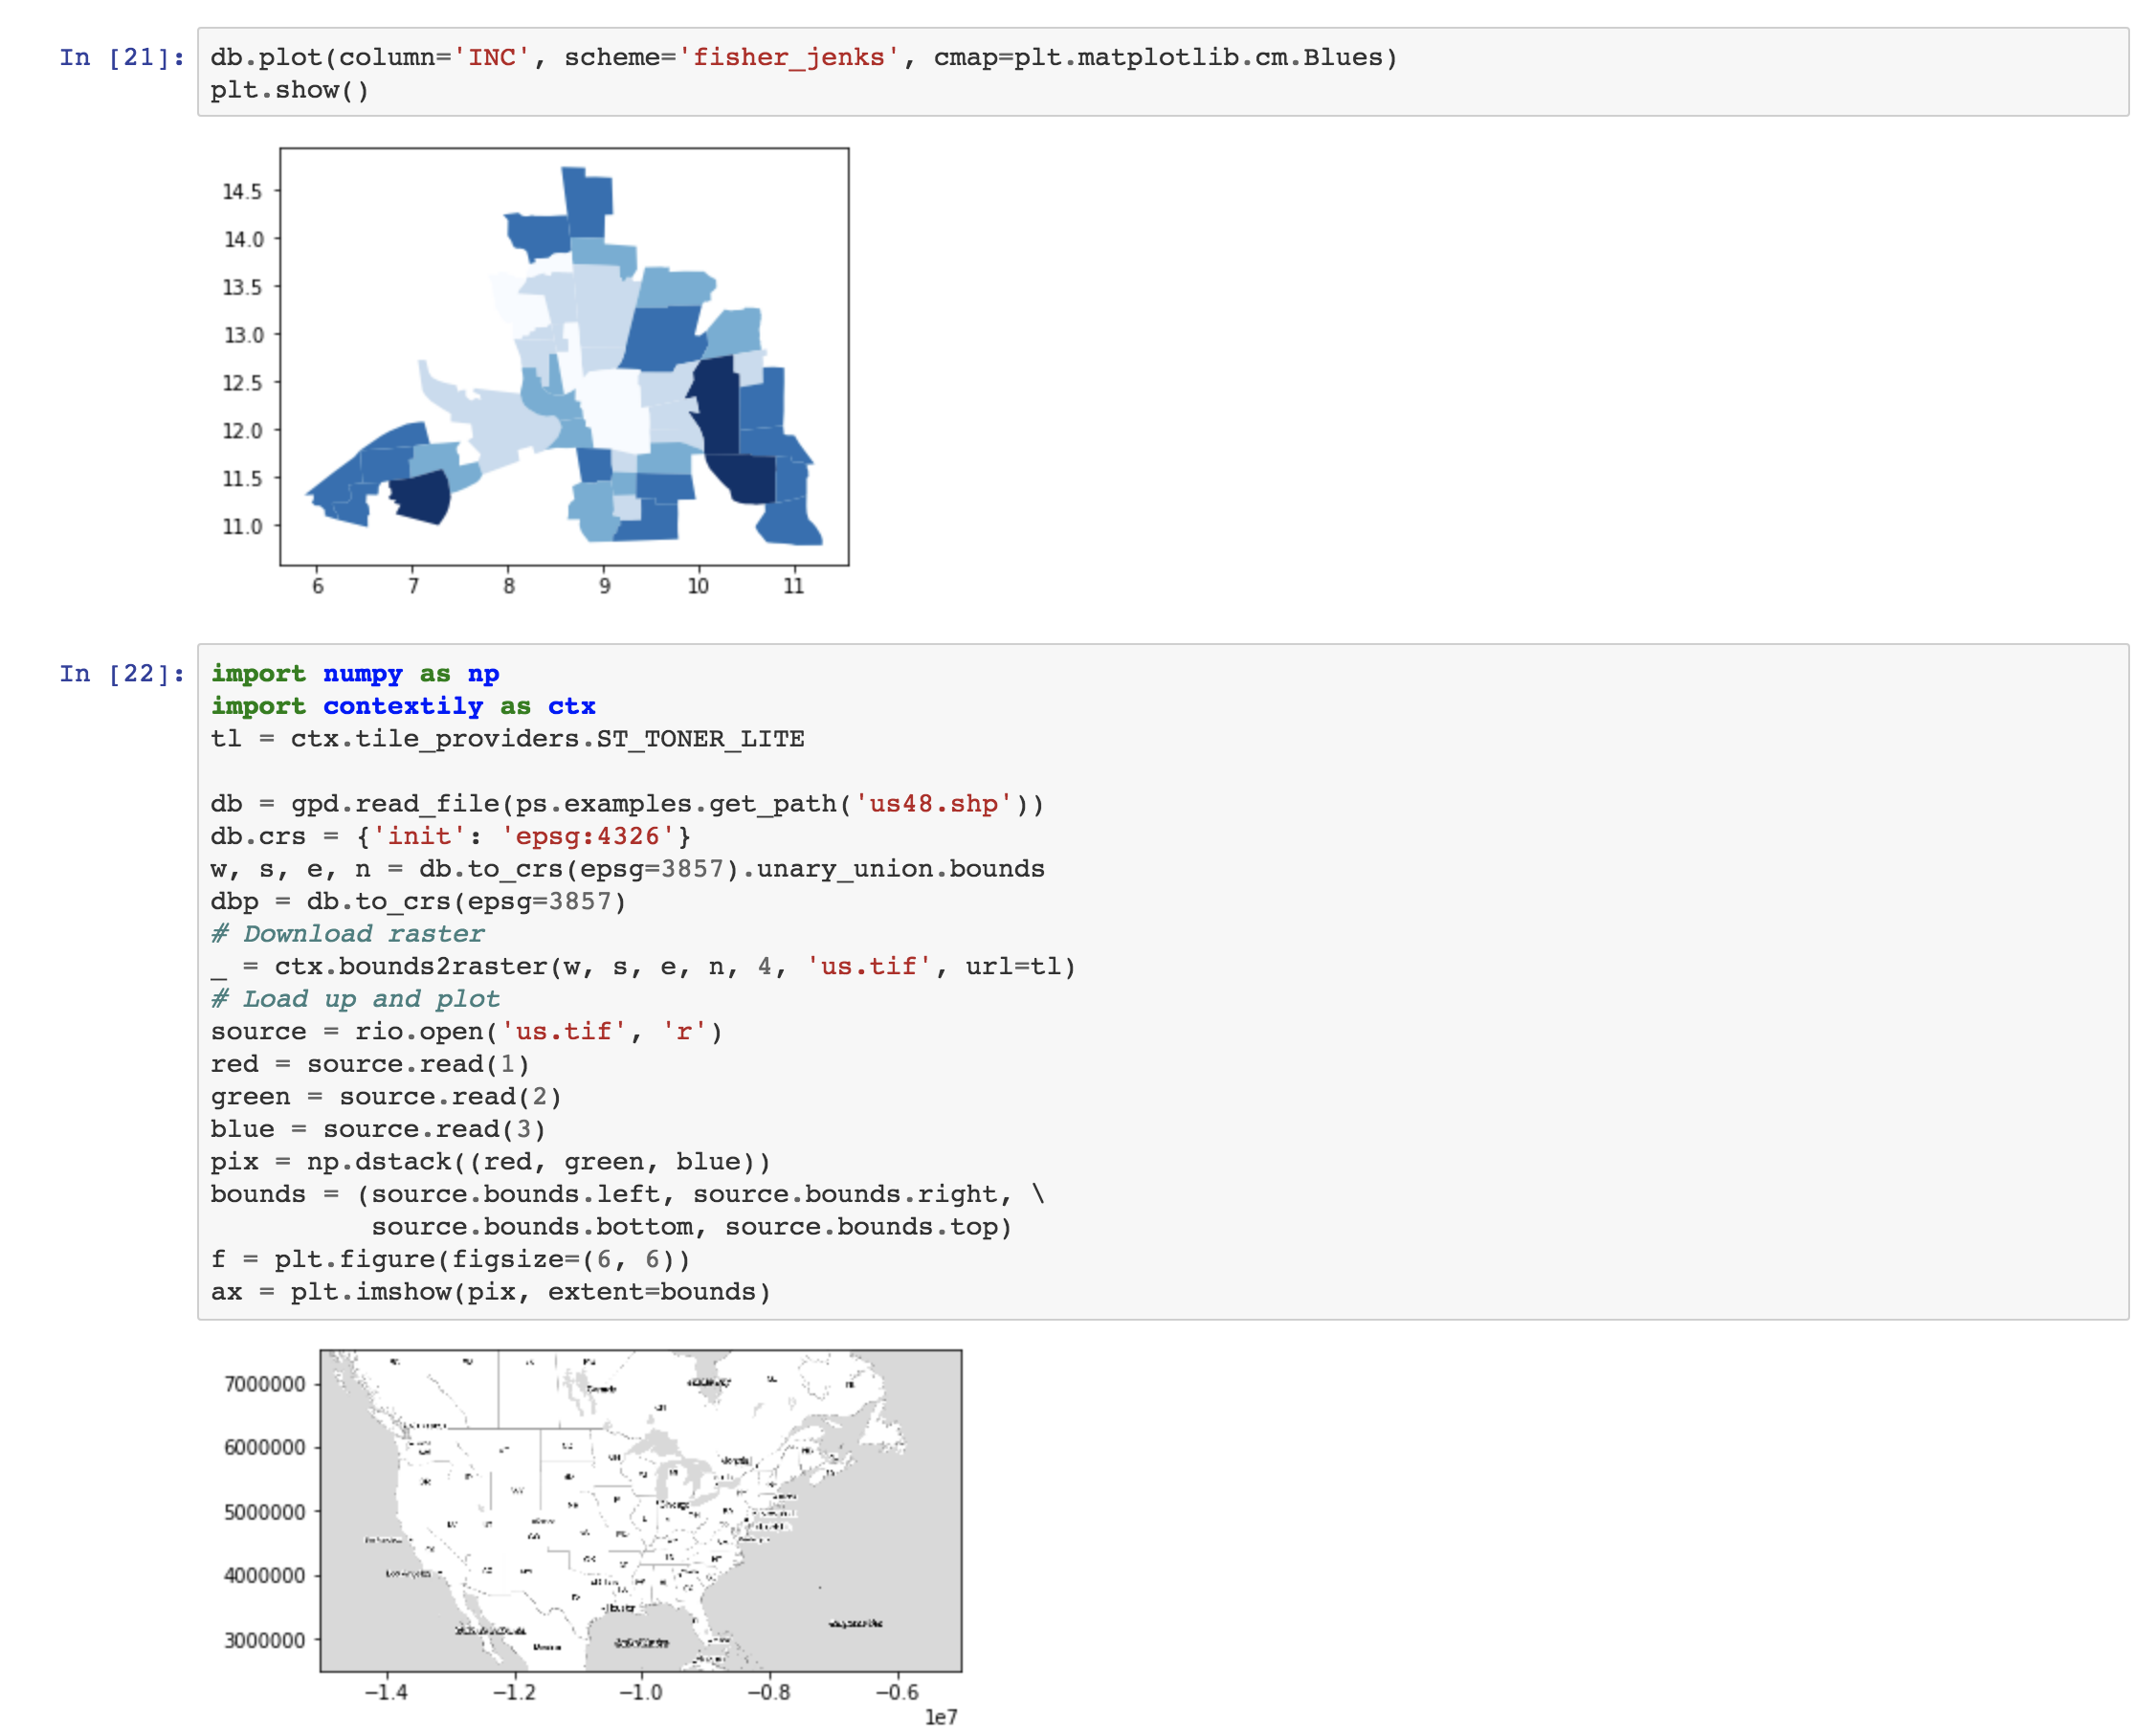 In [21]: db.plot(column='INC', scheme='fisher_jenks', cmap=plt.matplotlib.cm.Blues)
plt.show()
14.5
14.0
13.5
13.0
12.5
12.0
11.5
11.0
6 7 8 9 10 11
In [22]: import numpy as np
import contextily as ctx
tl = ctx.tile_providers.ST_TONER_LITE
db = gpd.read_file(ps.examples.get_path('us48.shp'))
db.crs = {'init': 'epsg:4326'}
w, s, e, n = db.to_crs(epsg=3857).unary_union.bounds
dbp = db.to_crs(epsg=3857)
# Download raster
_ = ctx.bounds2raster(w, s, e, n, 4, 'us.tif', url=tl)
# Load up and plot
source = rio.open('us.tif', 'r')
red = source.read(1)
green = source.read(2)
blue = source.read(3)
pix = np.dstack((red, green, blue))
bounds = (source.bounds.left, source.bounds.right, \
source.bounds.bottom, source.bounds.top)
f = plt.figure(figsize=(6, 6))
ax = plt.imshow(pix, extent=bounds)
7000000
Canada
6000000
5000000
4000000
3000000
−1.4 −1.2 −1.0 −0.8 −0.6
1e7